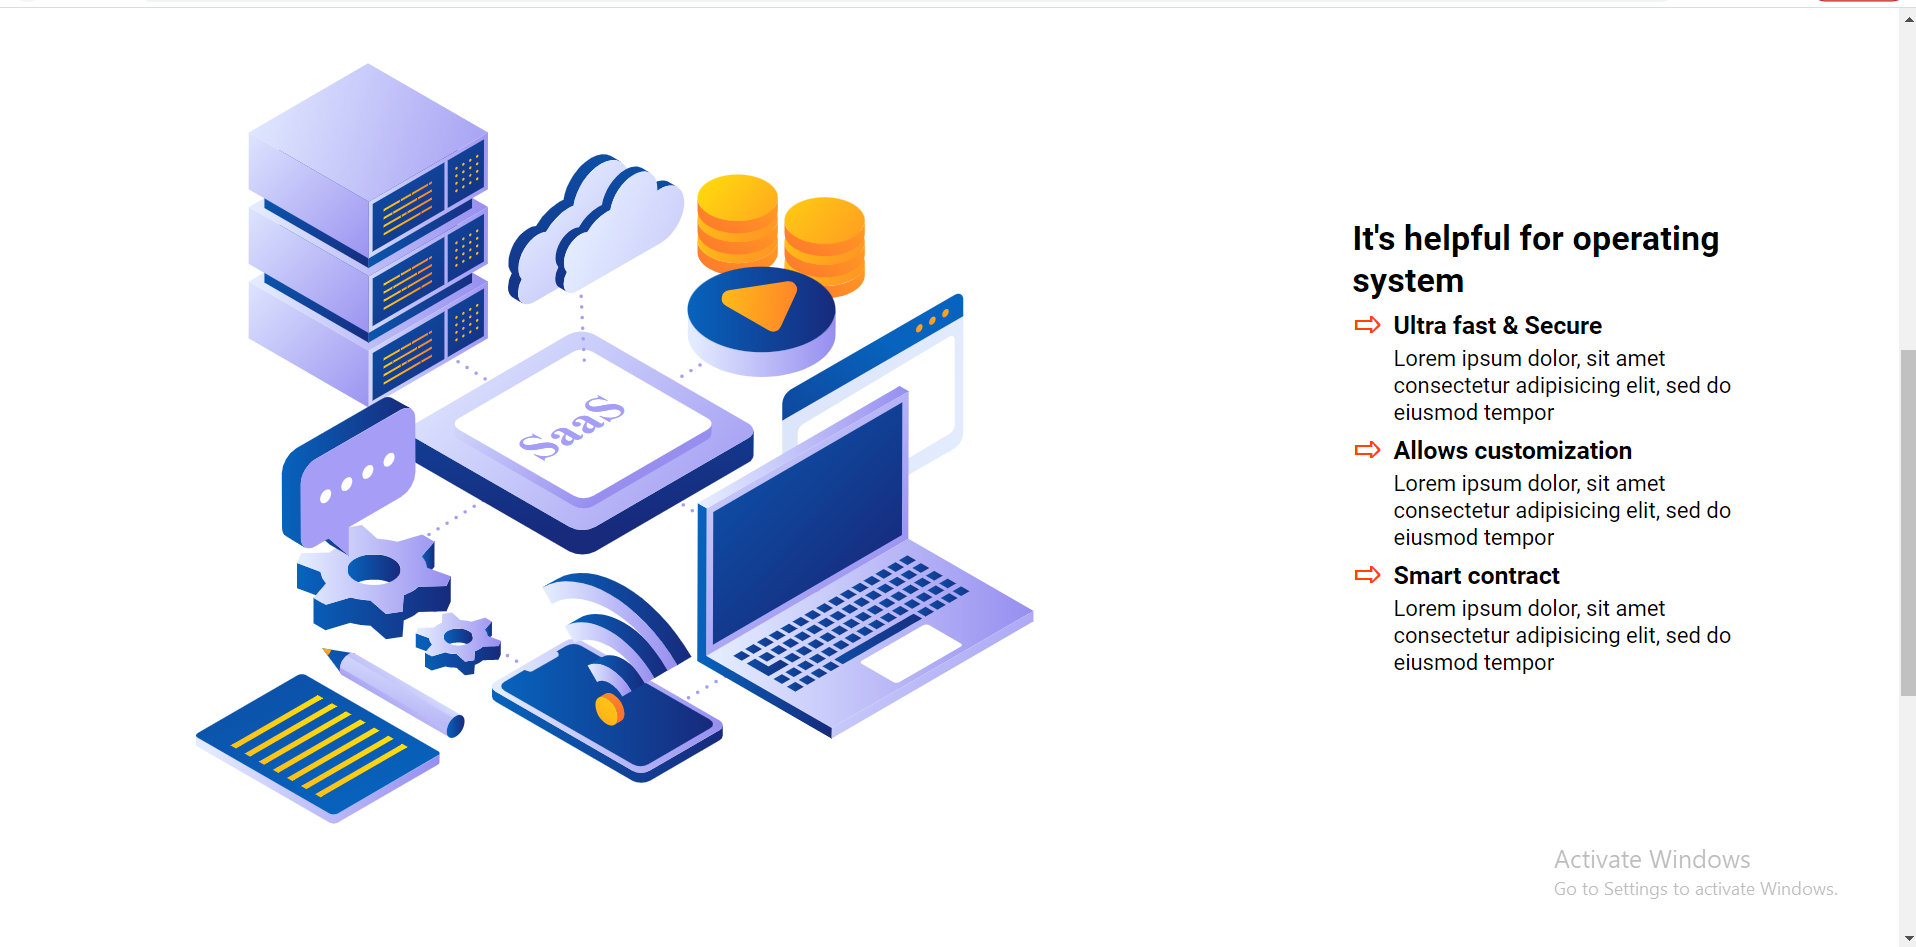 SaaS
It's helpful for operating
system
Ultra fast & Secure
Lorem ipsum dolor, sit amet
consectetur adipisicing elit, sed do
eiusmod tempor
Allows customization
Lorem ipsum dolor, sit amet
consectetur adipisicing elit, sed do
eiusmod tempor
Smart contract
Lorem ipsum dolor, sit amet
consectetur adipisicing elit, sed do
eiusmod tempor
Activate Windows
Go to Settings to activate Windows.